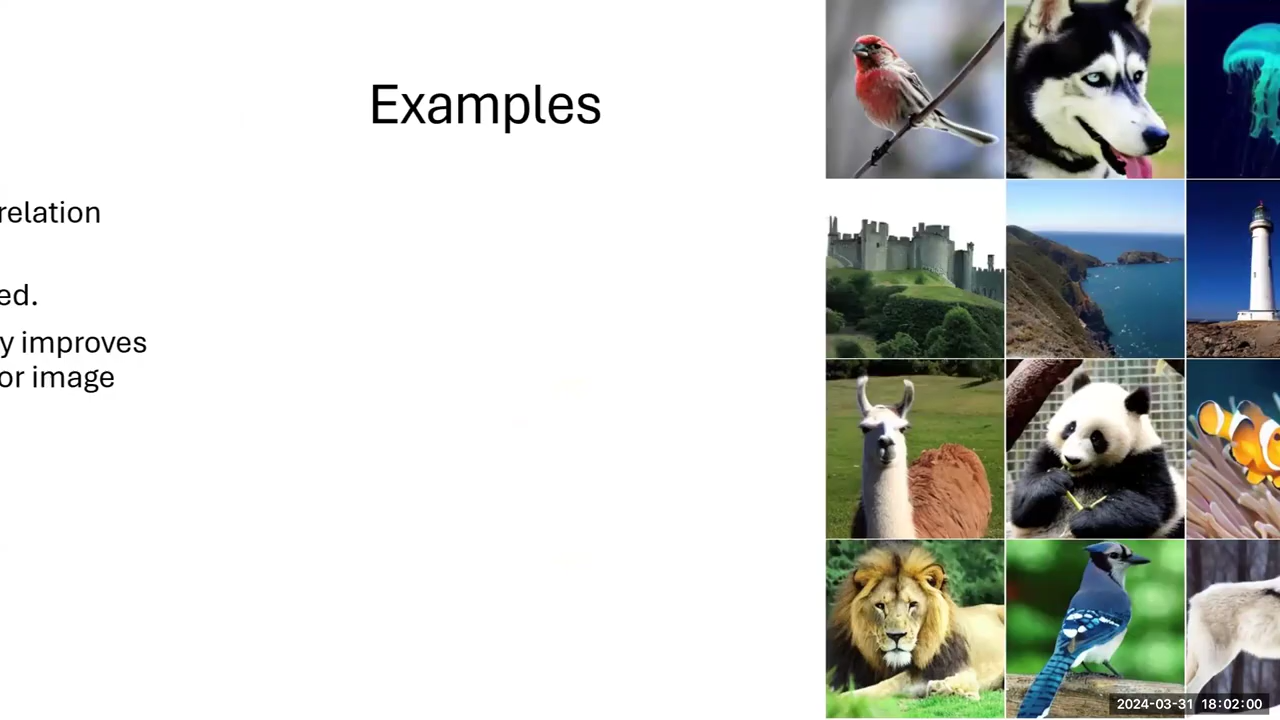 Examples
relation
ed.
y improves
or image
2024-03-31 18:02:00